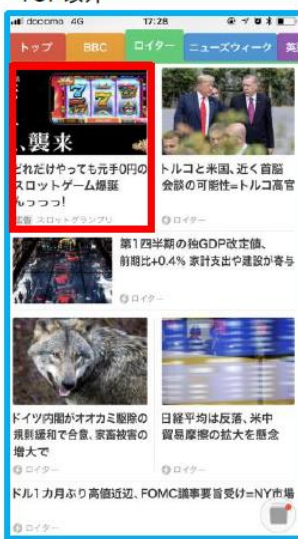 docomo 4G 17:28
トップ BBC ロイター ニューズウィーク 英
襲来
どれだけやっても元手0円の
スロットゲーム爆誕
んっっっ!
広告 スロットグランプリ
トルコと米国、近く首脳
会談の可能性=トルコ高官
ロイター
第1四半期の独GDP改定値、
前期比+0.4% 家計支出や建設が寄与
ロイター
ドイツ内閣がオオカミ駆除の
規則緩和で合意、家畜被害の
増大で
ロイター
日経平均は反落、米中
貿易摩擦の拡大を懸念
ロイター
ドル1カ月ぶり高値近辺、FOMC議事要旨受け=NY市場
ロイター